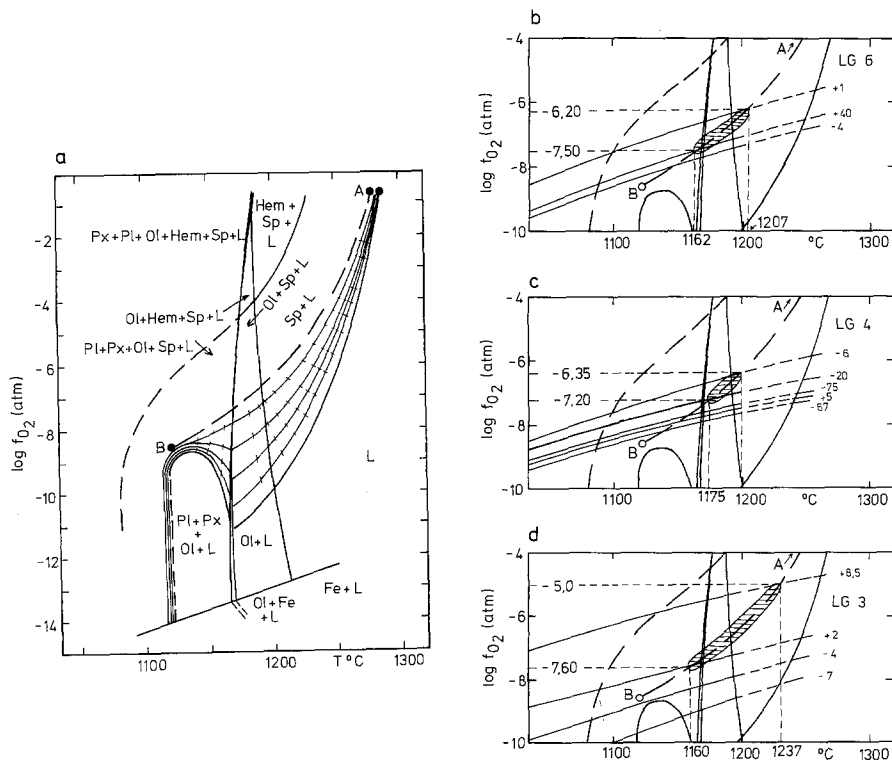 a
A
Hem+
Sp+
L
Px+Pl+Ol+Hem+Sp+L
Ol+Sp+L
Sp+L
Ol+Hem+Sp+L
Pl+Px+Ol+Sp+L
B
L
Pl+Px
+
Ol+L
Ol+L
Fe+L
Ol+Fe
+L
-2
-4
-6
-8
-10
-12
-14
log fO2 (atm)
1100
1200
T°C
1300
b
A
LG 6
+1
+40
-4
-6,20
-7,50
B
-4
-6
-8
-10
log fO2 (atm)
1100
1162
1200
1207
°C
1300
c
A
LG 4
-6
-20
-75
+5
-67
-6,35
-7,20
B
-4
-6
-8
-10
log fO2 (atm)
1100
1175
1200
°C
1300
d
A
+8,5
LG 3
+2
-4
-7
-5,0
-7,60
B
-4
-6
-8
-10
log fO2 (atm)
1100
1160
1200
1237
°C
1300